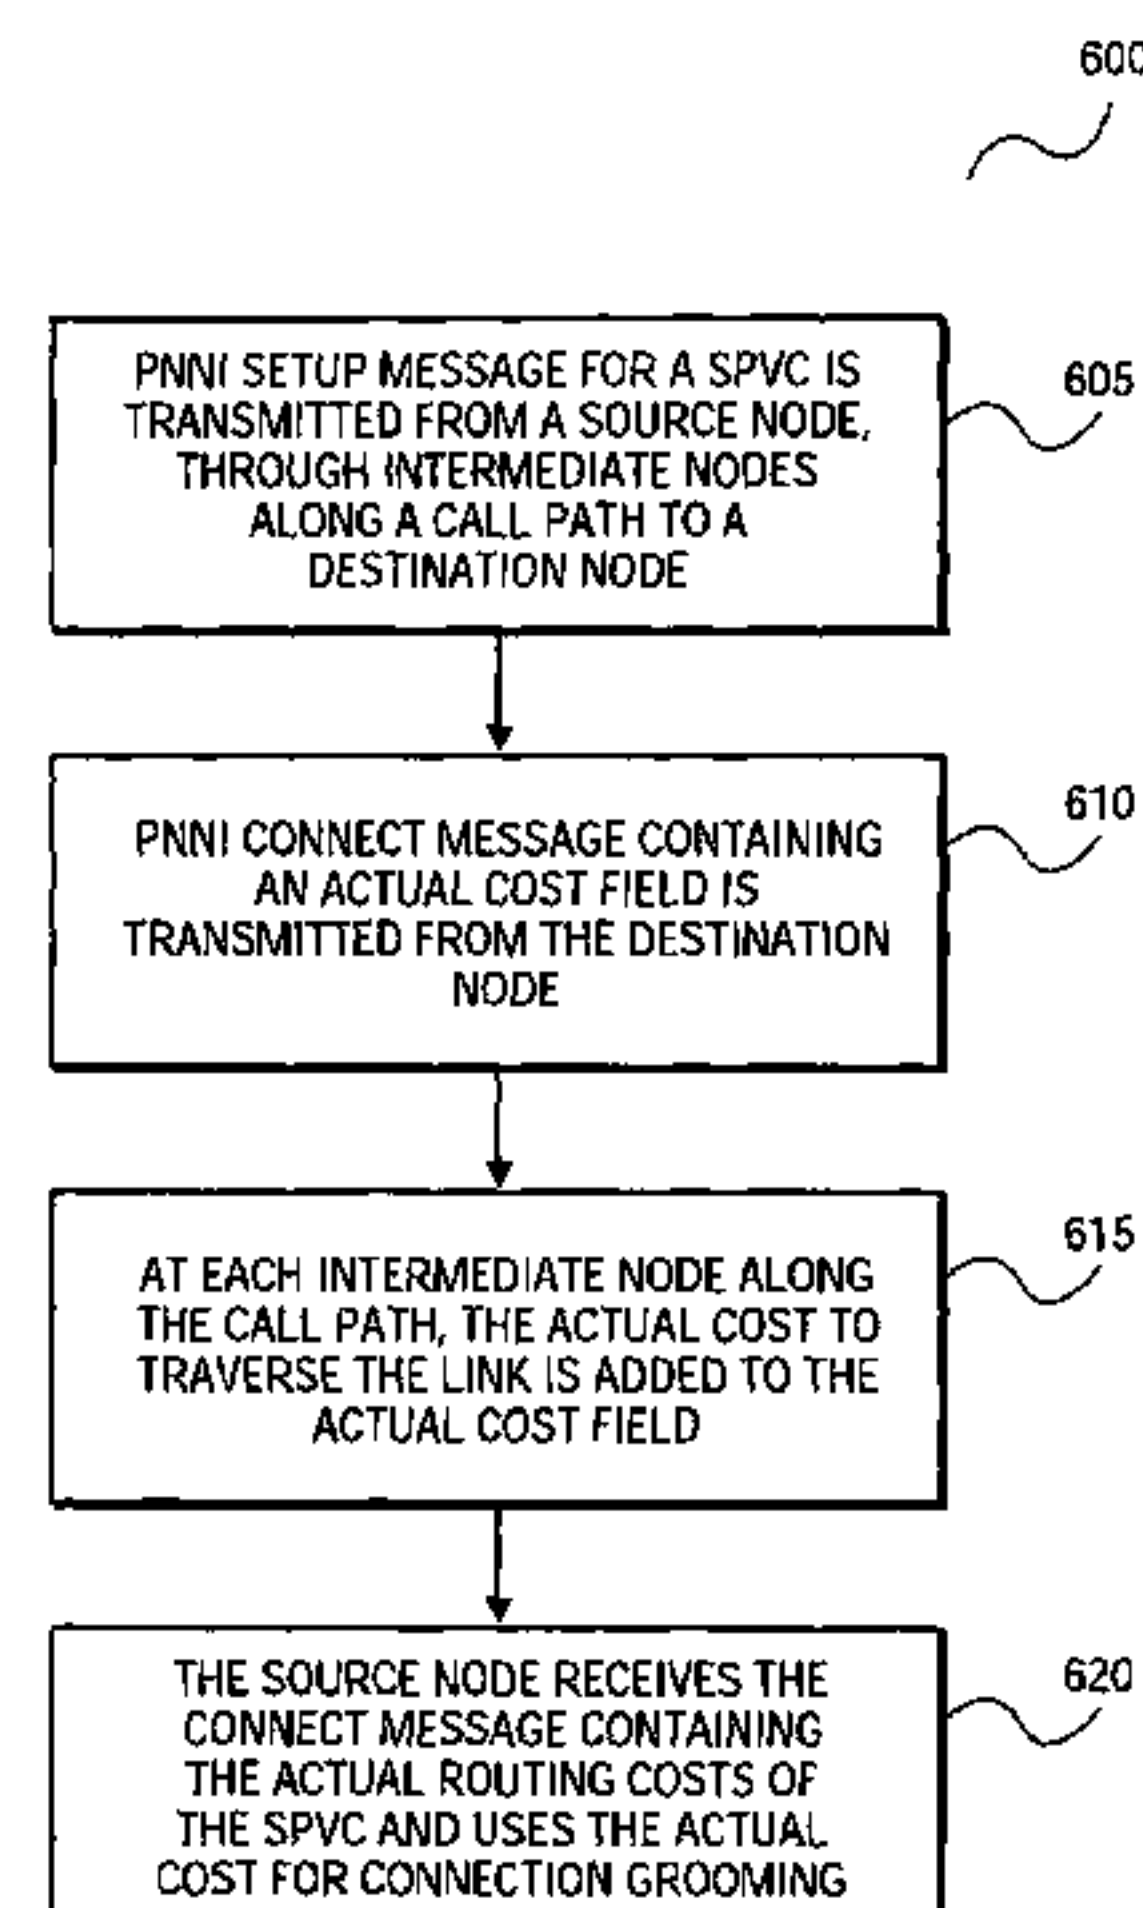 600
PNNI SETUP MESSAGE FOR A SPVC IS
TRANSMITTED FROM A SOURCE NODE,
THROUGH INTERMEDIATE NODES
ALONG A CALL PATH TO A
DESTINATION NODE
605
PNNI CONNECT MESSAGE CONTAINING
AN ACTUAL COST FIELD IS
TRANSMITTED FROM THE DESTINATION
NODE
610
AT EACH INTERMEDIATE NODE ALONG
THE CALL PATH, THE ACTUAL COST TO
TRAVERSE THE LINK IS ADDED TO THE
ACTUAL COST FIELD
615
THE SOURCE NODE RECEIVES THE
CONNECT MESSAGE CONTAINING
THE ACTUAL ROUTING COSTS OF
THE SPVC AND USES THE ACTUAL
COST FOR CONNECTION GROOMING
620